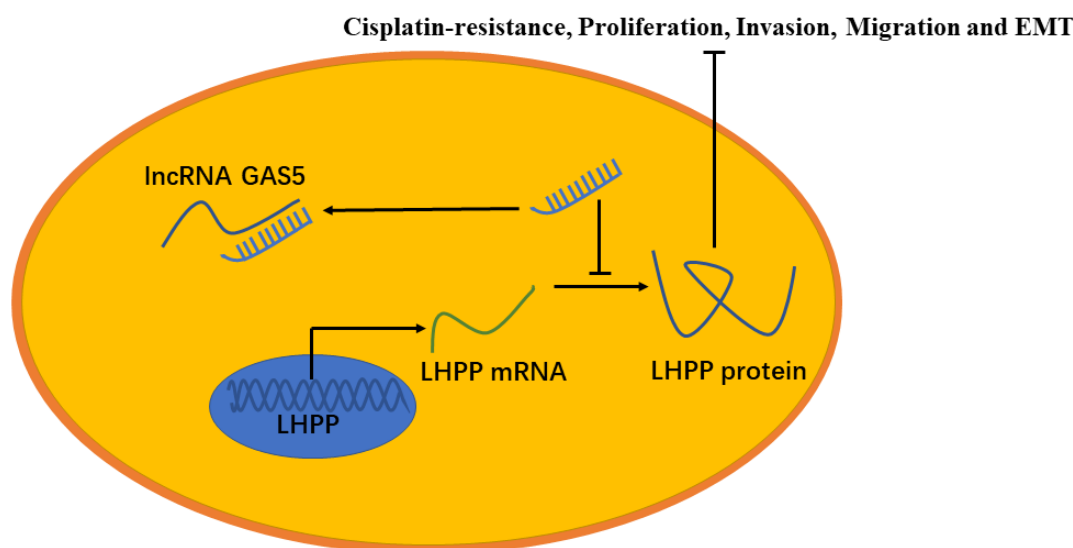 Cisplatin-resistance, Proliferation, Invasion, Migration and EMT
lncRNA GAS5
LHPP mRNA
LHPP protein
LHPP